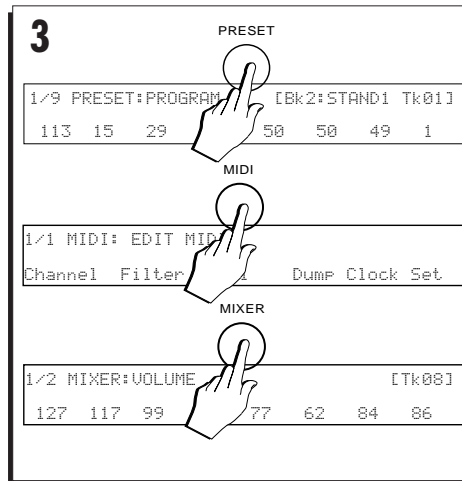 3
PRESET
1/9 PRESET:PROGRAM [Bk2:STAND1 Tk01]
113 15 29 50 50 49 1
MIDI
1/1 MIDI: EDIT MIDI
Channel Filter Dump Clock Set
MIXER
1/2 MIXER:VOLUME [Tk08]
127 117 99 77 62 84 86